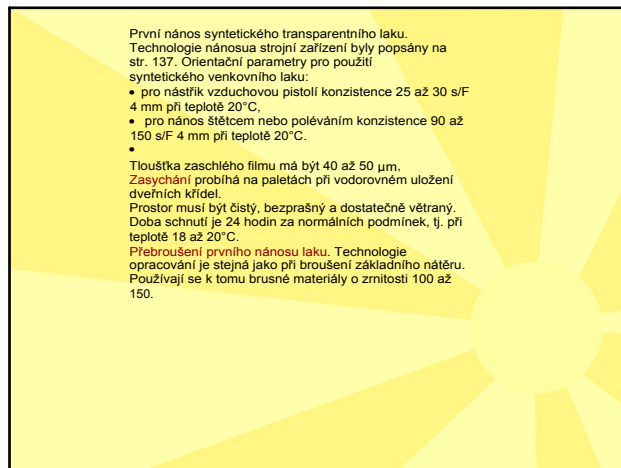 První nános syntetického transparentního laku.
Technologie nánosua strojní zařízení byly popsány na
str. 137. Orientační parametry pro použití
syntetického venkovního laku:
• pro nástřik vzduchovou pistolí konzistence 25 až 30 s/F
4 mm při teplotě 20°C,
• pro nános štětcem nebo poléváním konzistence 90 až
150 s/F 4 mm při teplotě 20°C.
•
Tloušťka zaschlého filmu má být 40 až 50 μm,
Zasychání probíhá na paletách při vodorovném uložení
dveřních křídel.
Prostor musí být čistý, bezprašný a dostatečně větraný.
Doba schnutí je 24 hodin za normálních podmínek, tj. při
teplotě 18 až 20°C.
Přebroušení prvního nánosu laku. Technologie
opracování je stejná jako při broušení základního nátěru.
Používají se k tomu brusné materiály o zrnitosti 100 až
150.